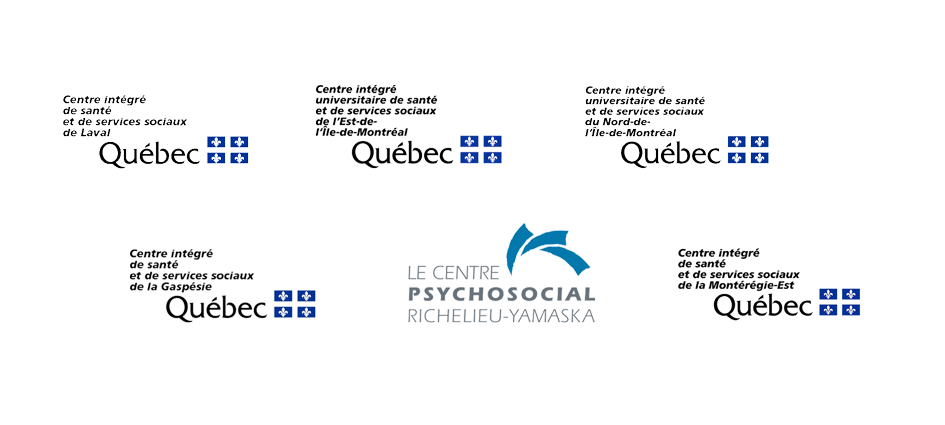 Centre intégré
de santé
et de services sociaux
de Laval
Québec
Centre intégré
universitaire de santé
et de services sociaux
de l'Est-de-
l'Île-de-Montréal
Québec
Centre intégré
universitaire de santé
et de services sociaux
du Nord-de-
l'Île-de-Montréal
Québec
Centre intégré
de santé
et de services sociaux
de la Gaspésie
Québec
LE CENTRE
PSYCHOSOCIAL
RICHELIEU-YAMASKA
Centre intégré
de santé
et de services sociaux
de la Montérégie-Est
Québec